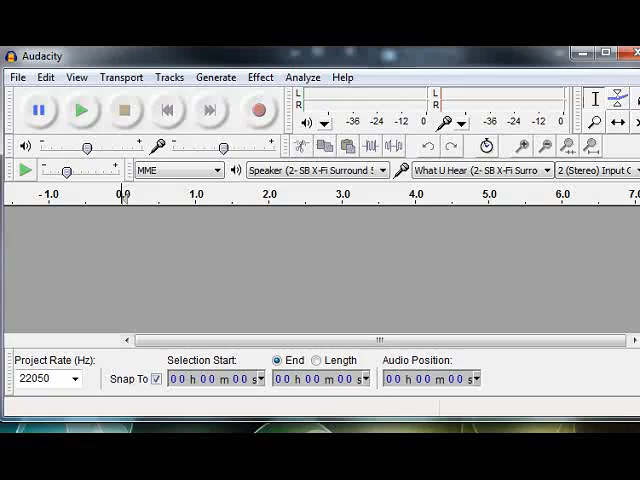 Audacity
File Edit View Transport Tracks Generate Effect Analyze Help
L R -36 -24 -12 0 L R -36 -24 -12 0
MME Speaker (2- SB X-Fi Surround 5 What U Hear (2- SB X-Fi Surro 2 (Stereo) Input C
- 1.0 0.0 1.0 2.0 3.0 4.0 5.0 6.0 7.0
Project Rate (Hz): Selection Start: End Length Audio Position:
22050 Snap To 00 h 00 m 00 s 00 h 00 m 00 s 00 h 00 m 00 s